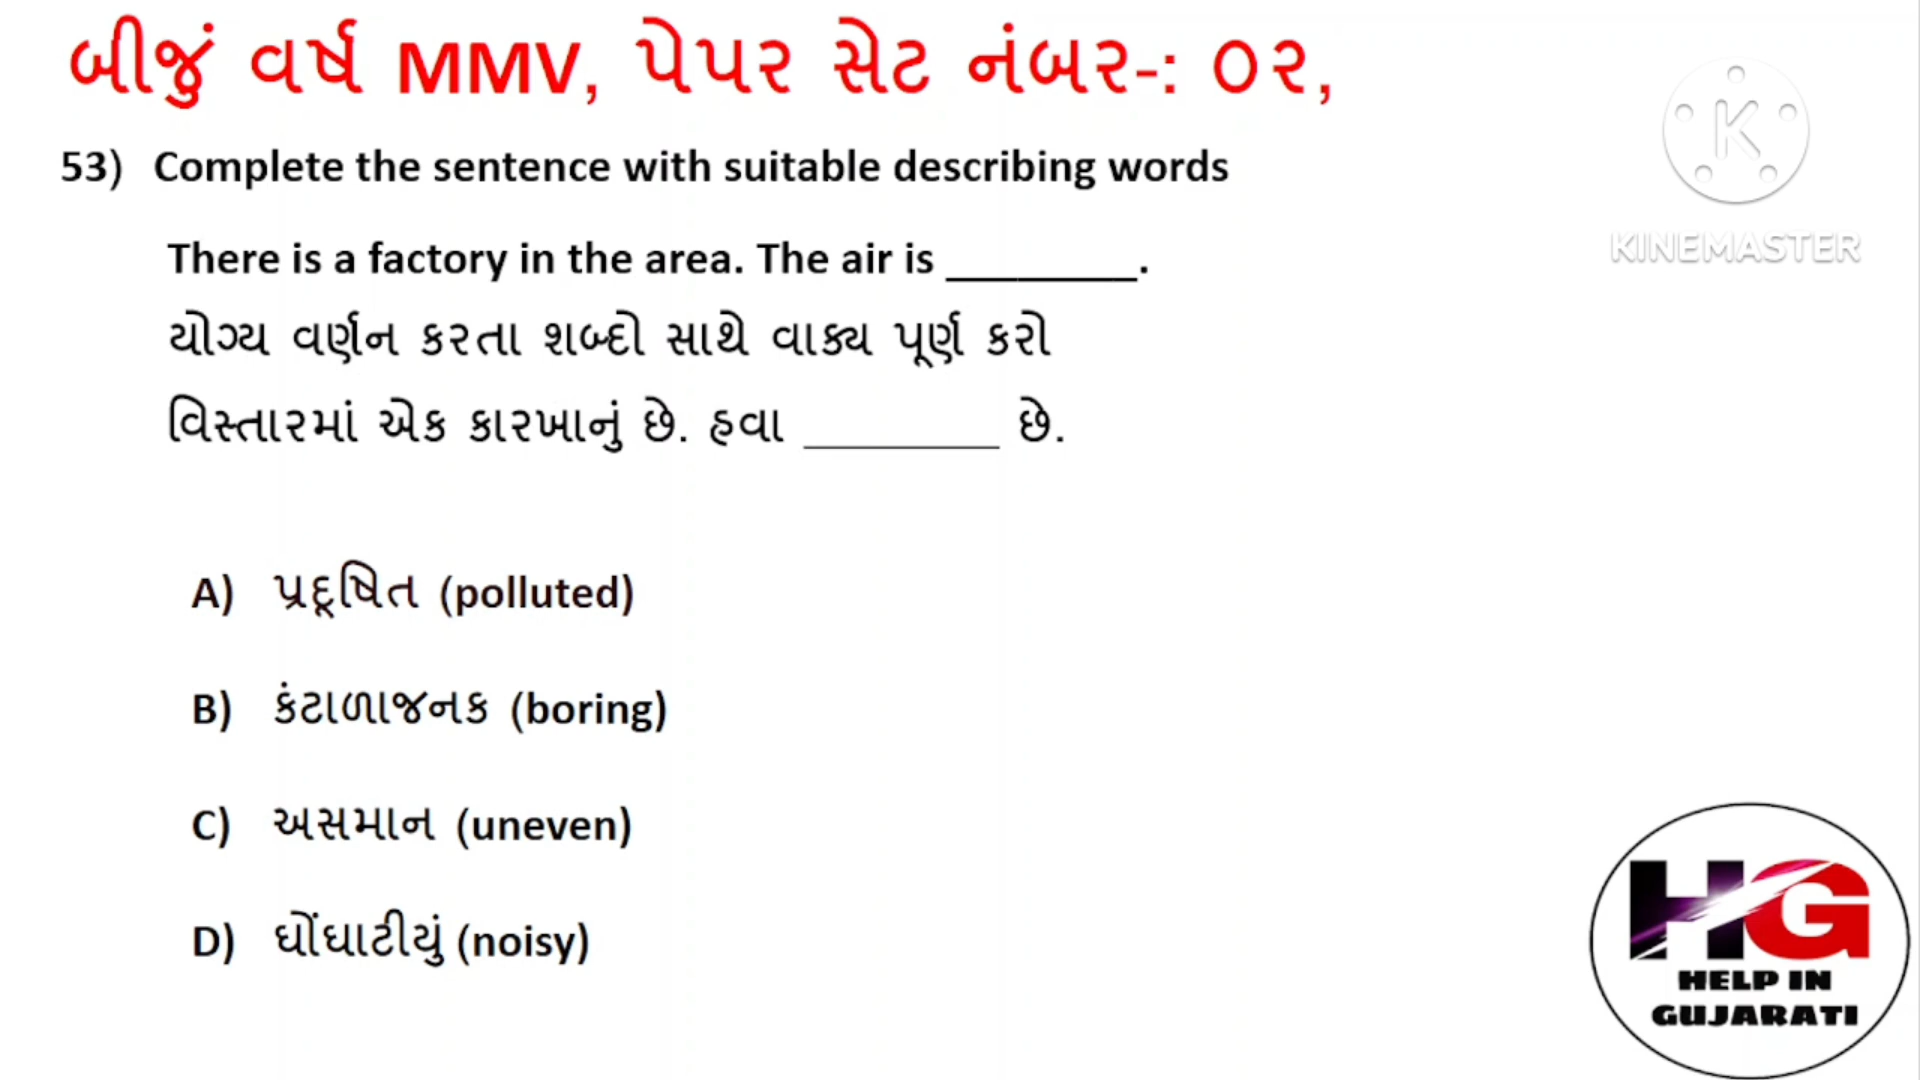 બીજું વર્ષ MMV, પેપર સેટ નંબર-: ૦૨,
K
KINEMASTER
53) Complete the sentence with suitable describing words
There is a factory in the area. The air is ________.
યોગ્ય વર્ણન કરતા શબ્દો સાથે વાક્ય પૂર્ણ કરો
વિસ્તારમાં એક કારખાનું છે. હવા ________ છે.
A) પ્રદૂષિત (polluted)
B) કંટાળાજનક (boring)
C) અસમાન (uneven)
D) ઘોંઘાટીયું (noisy)
HG
HELP IN
GUJARATI